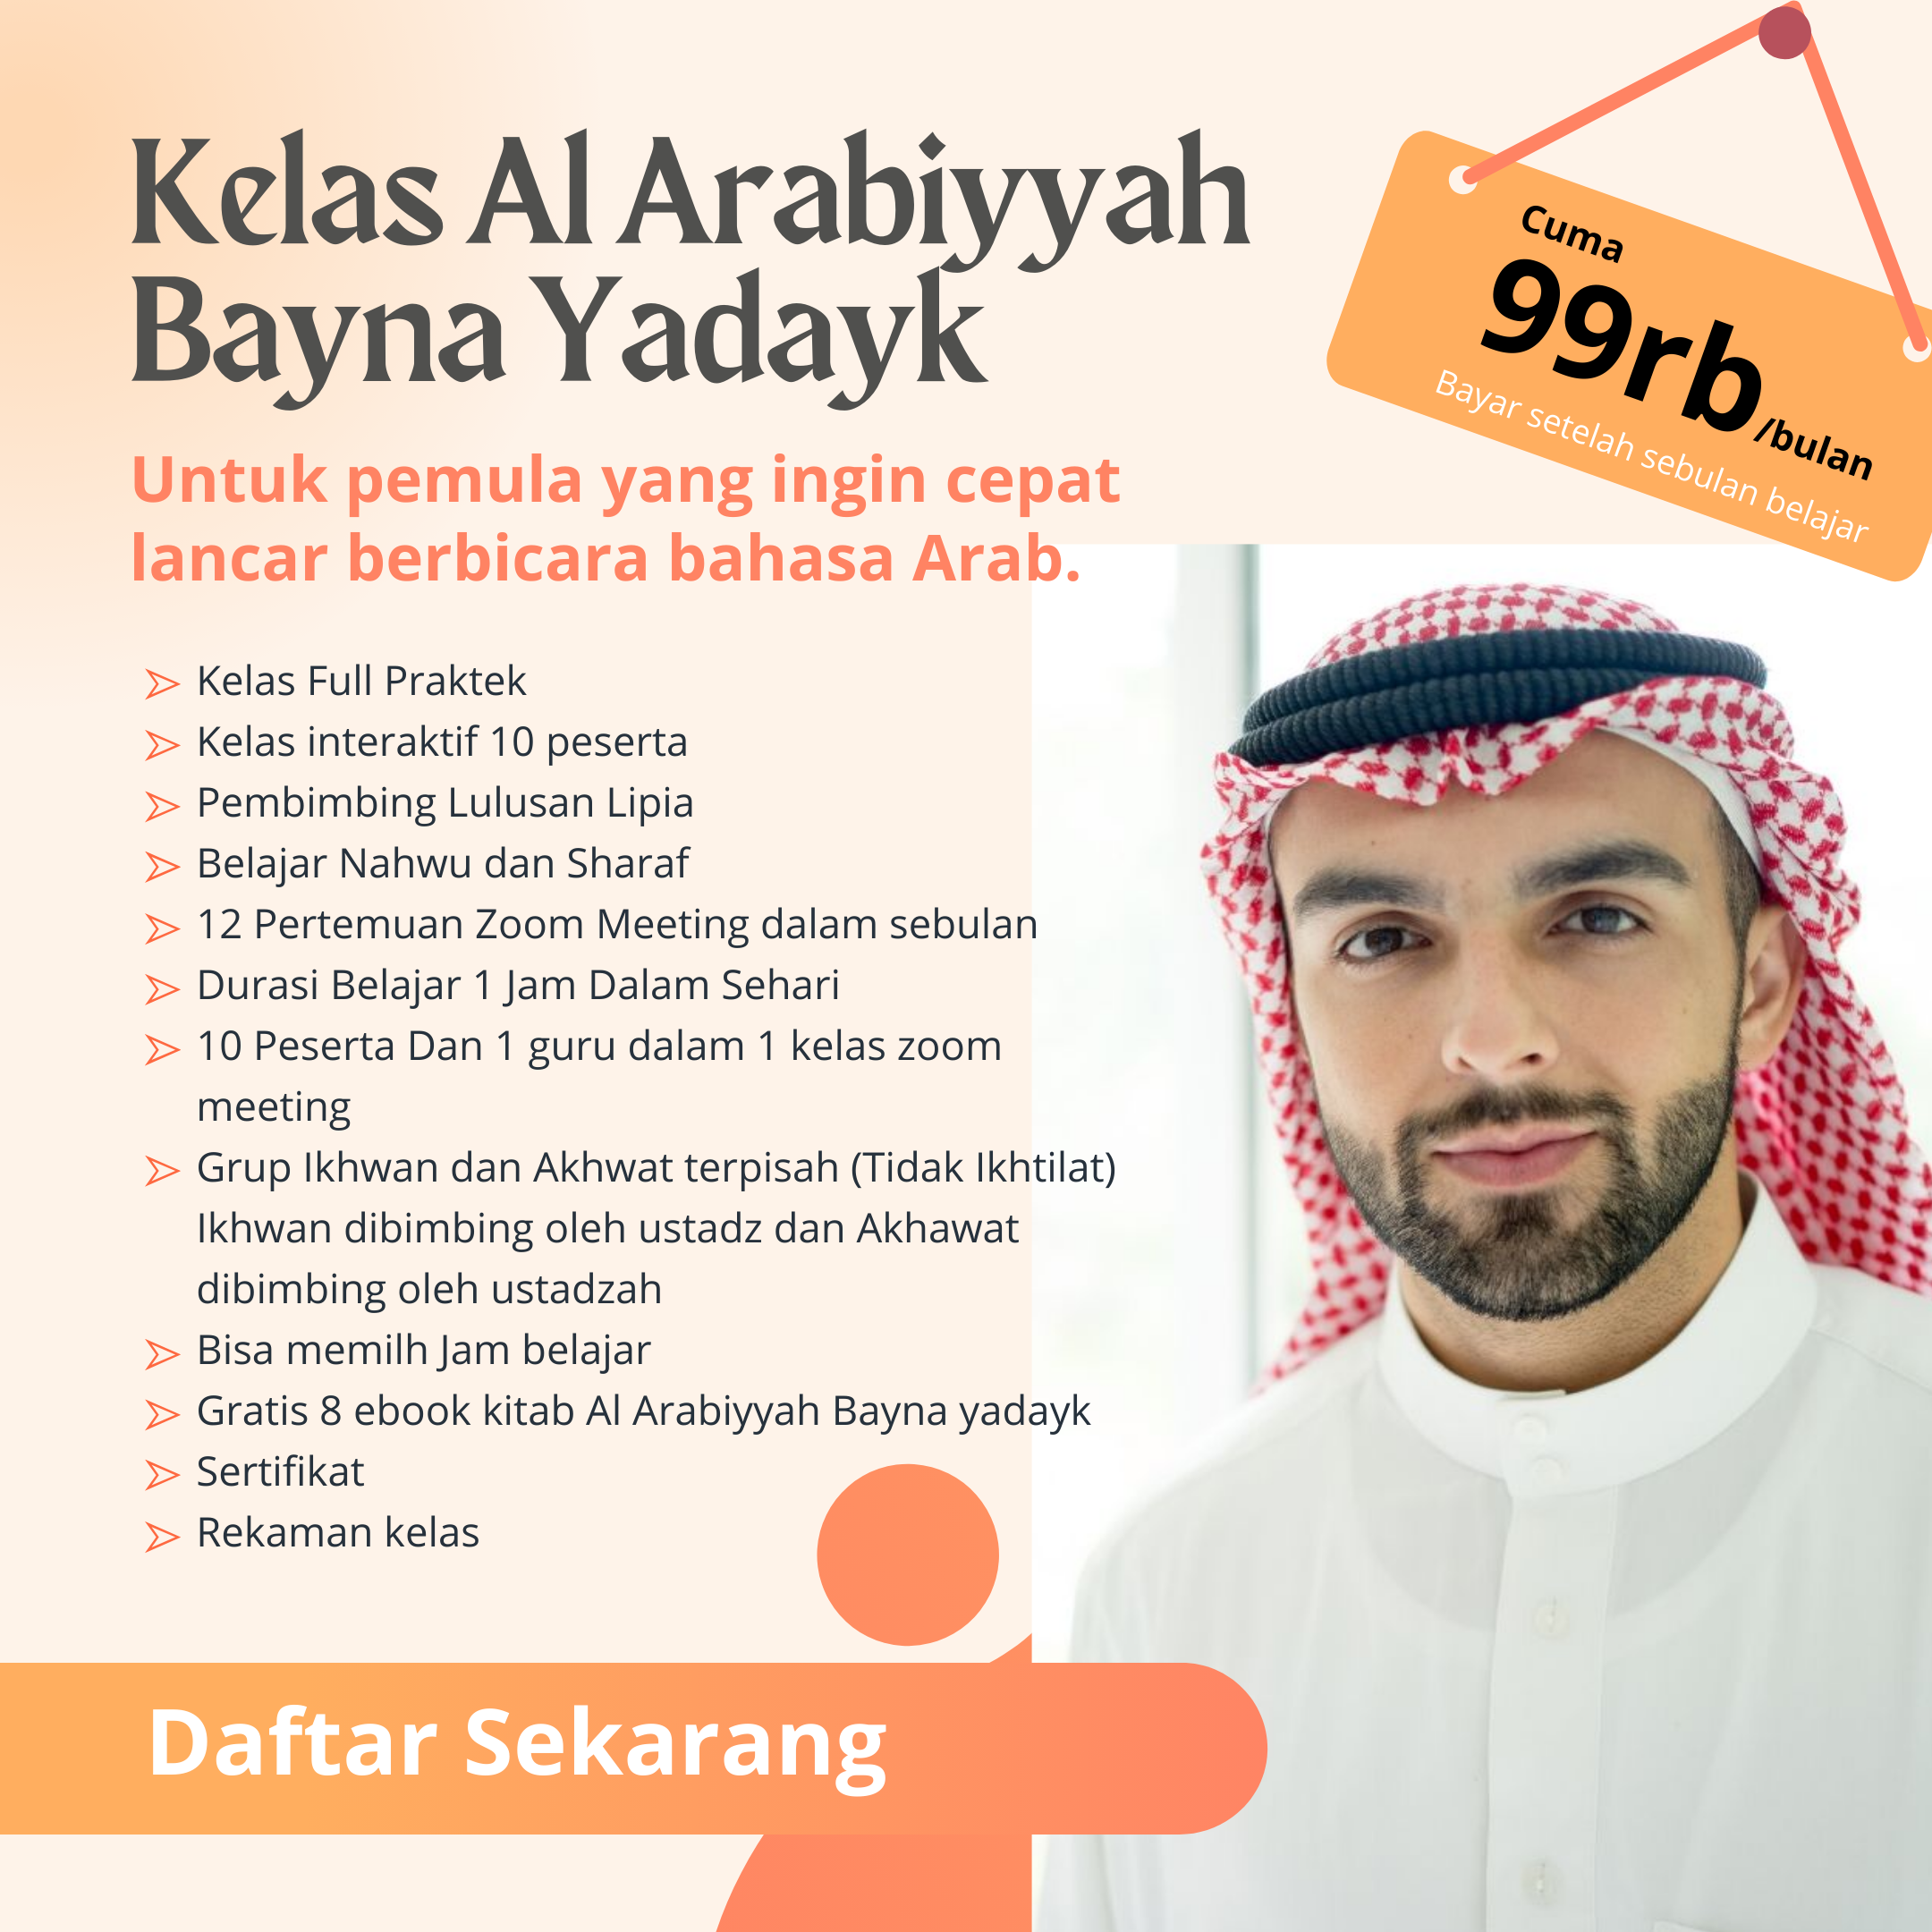 Kelas Al Arabiyyah
Bayna Yadayk
Cuma
99rb/bulan
Bayar setelah sebulan belajar
Untuk pemula yang ingin cepat
lancar berbicara bahasa Arab.
Kelas Full Praktek
Kelas interaktif 10 peserta
Pembimbing Lulusan Lipia
Belajar Nahwu dan Sharaf
12 Pertemuan Zoom Meeting dalam sebulan
Durasi Belajar 1 Jam Dalam Sehari
10 Peserta Dan 1 guru dalam 1 kelas zoom
meeting
Grup Ikhwan dan Akhwat terpisah (Tidak Ikhtilat)
Ikhwan dibimbing oleh ustadz dan Akhawat
dibimbing oleh ustadzah
Bisa memilh Jam belajar
Gratis 8 ebook kitab Al Arabiyyah Bayna yadayk
Sertifikat
Rekaman kelas
Daftar Sekarang